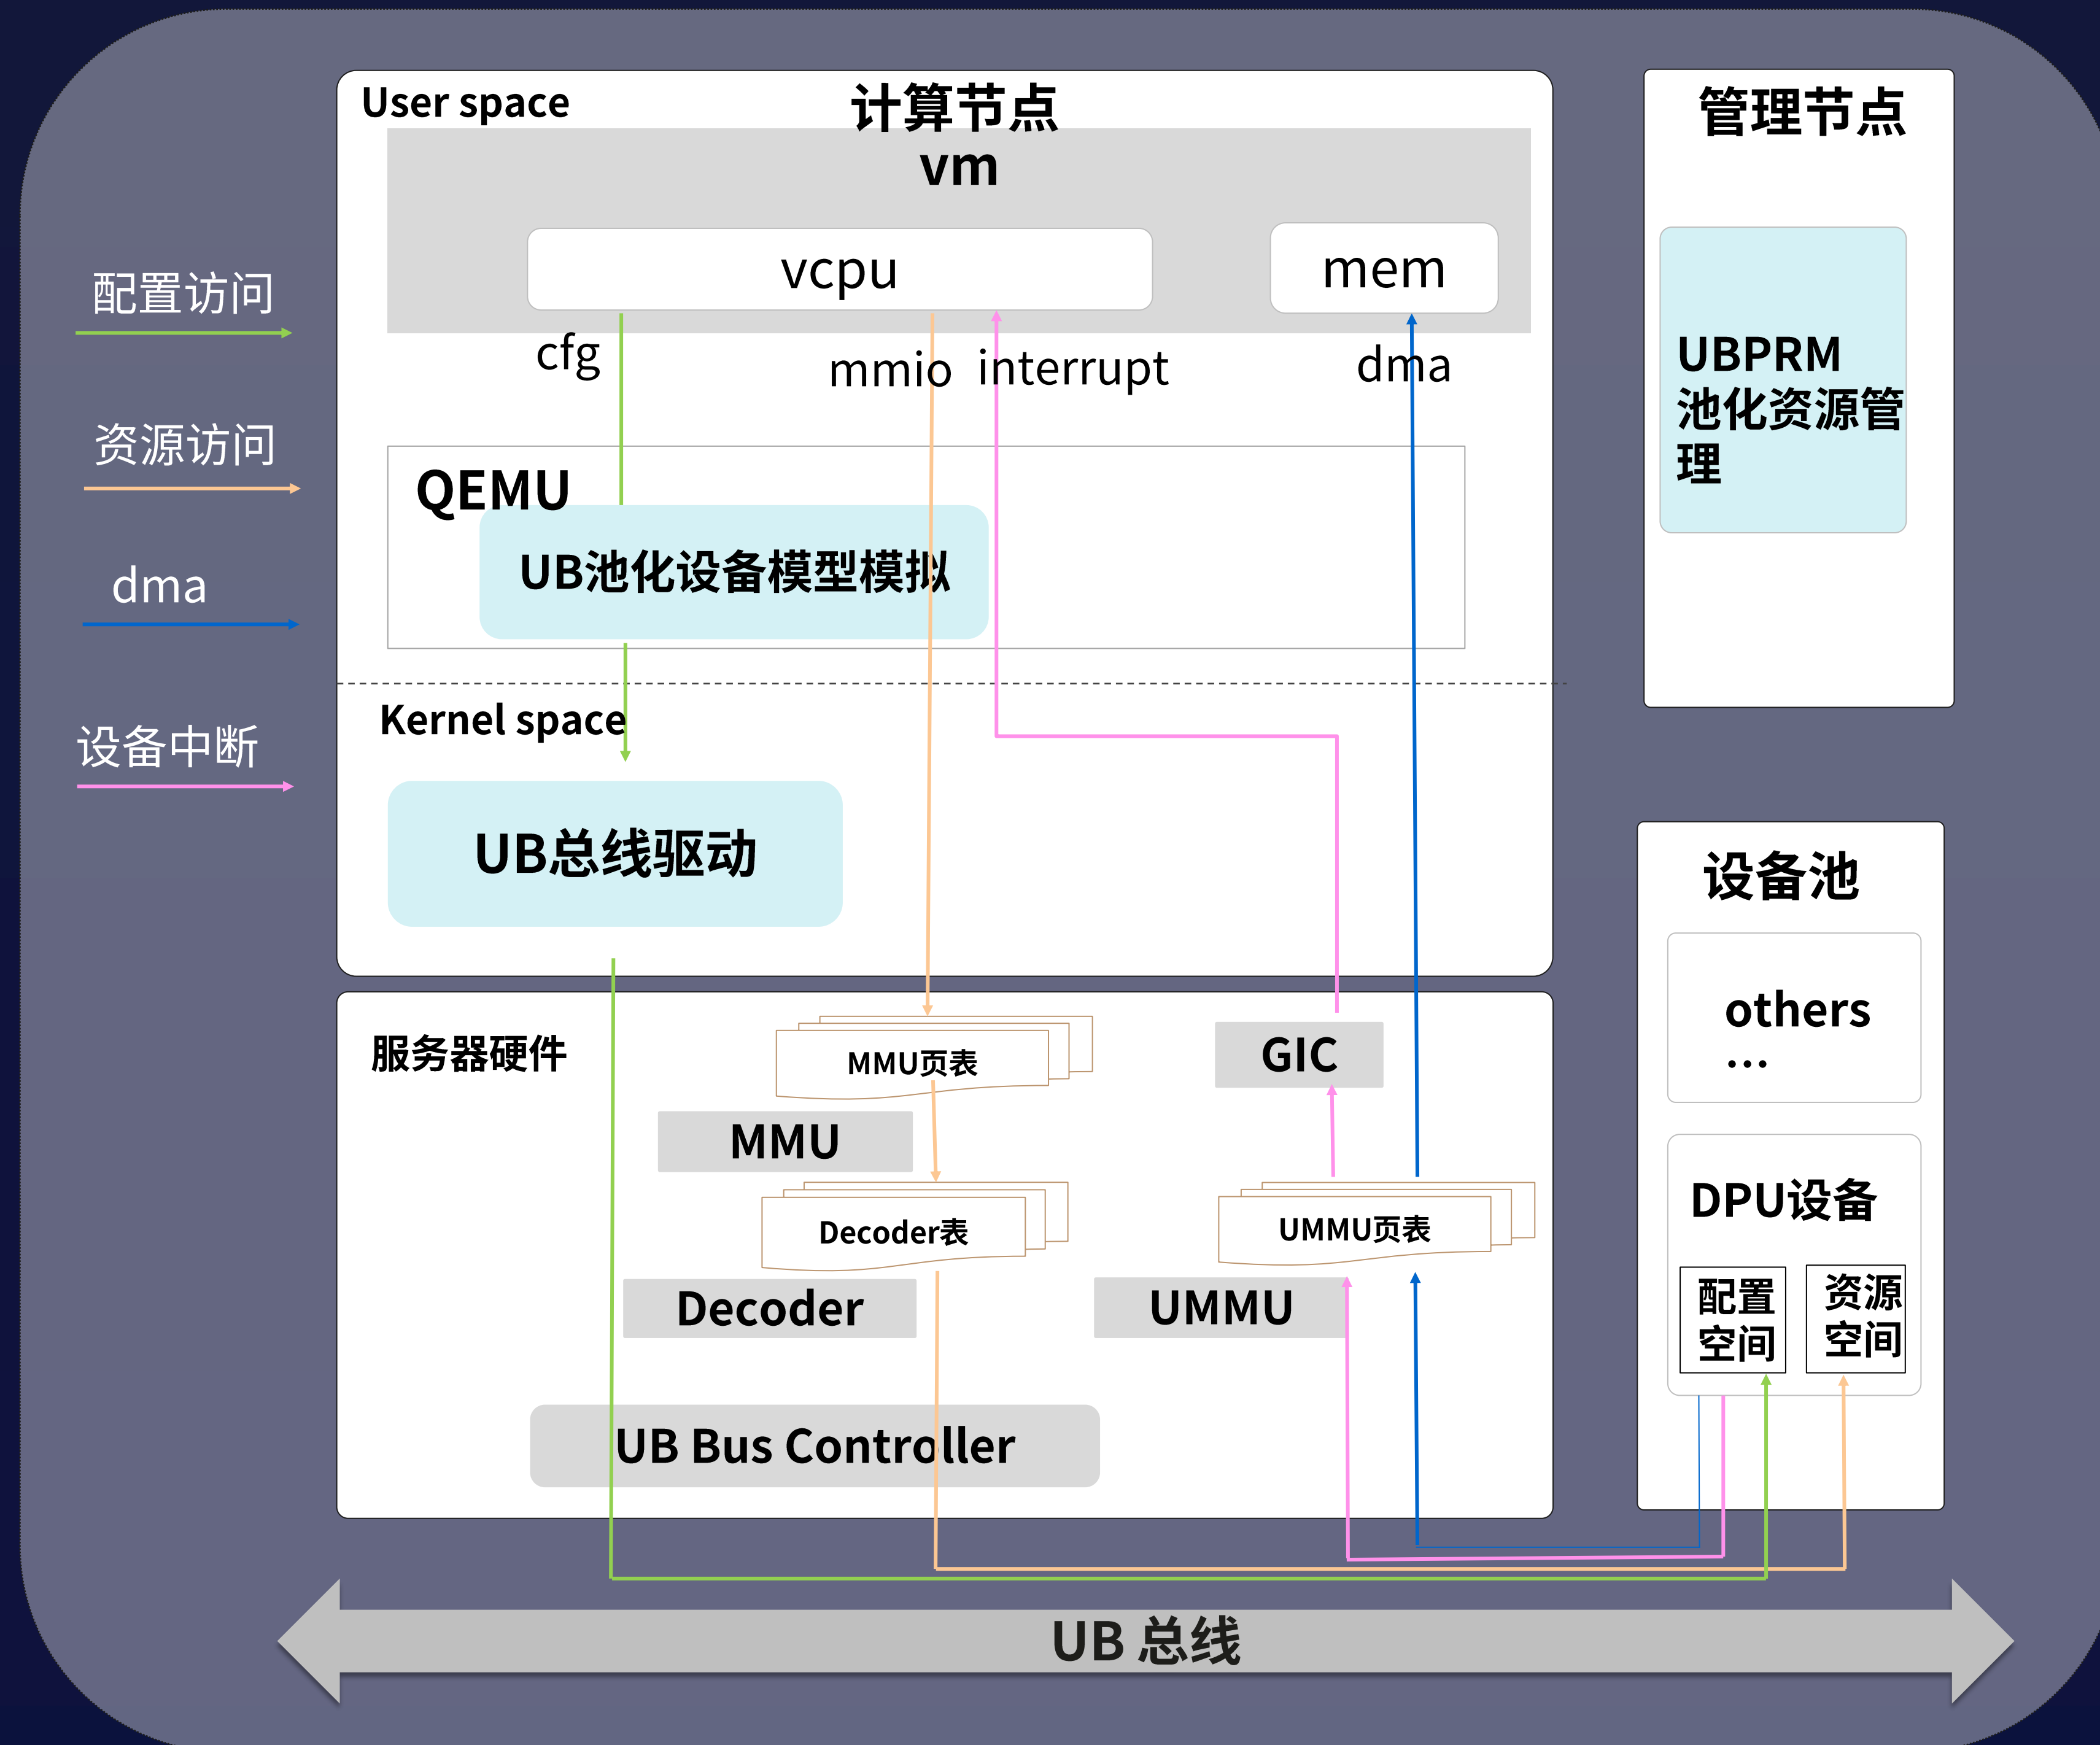 配置访问
资源访问
dma
设备中断
User space
计算节点
vm
vcpu
mem
cfg
mmio
interrupt
dma
QEMU
UB池化设备模型模拟
Kernel space
UB总线驱动
服务器硬件
MMU页表
GIC
MMU
Decoder表
UMMU页表
Decoder
UMMU
UB Bus Controller
管理节点
UBPRM
池化资源管
理
设备池
others
...
DPU设备
配置
空间
资源
空间
UB 总线